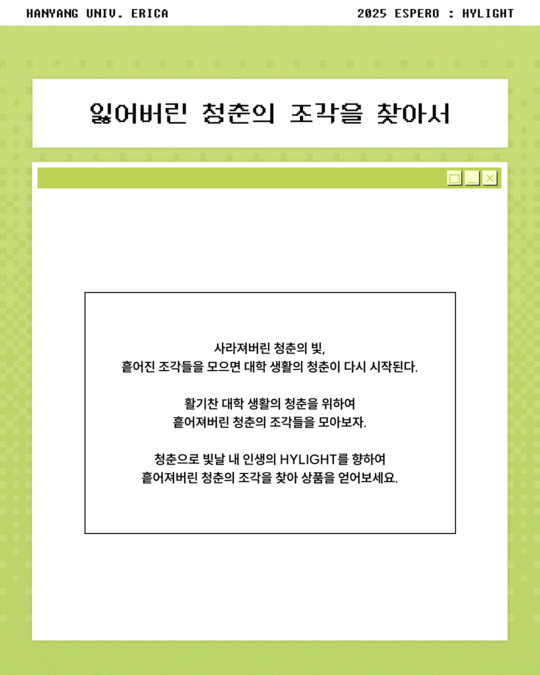 HANYANG UNIV. ERICA
2025 ESPERO : HYLIGHT
잃어버린 청춘의 조각을 찾아서
사라져버린 청춘의 빛,
흩어진 조각들을 모으면 대학 생활의 청춘이 다시 시작된다.
활기찬 대학 생활의 청춘을 위하여
흩어져버린 청춘의 조각들을 모아보자.
청춘으로 빛날 내 인생의 HYLIGHT를 향하여
흩어져버린 청춘의 조각을 찾아 상품을 얻어보세요.